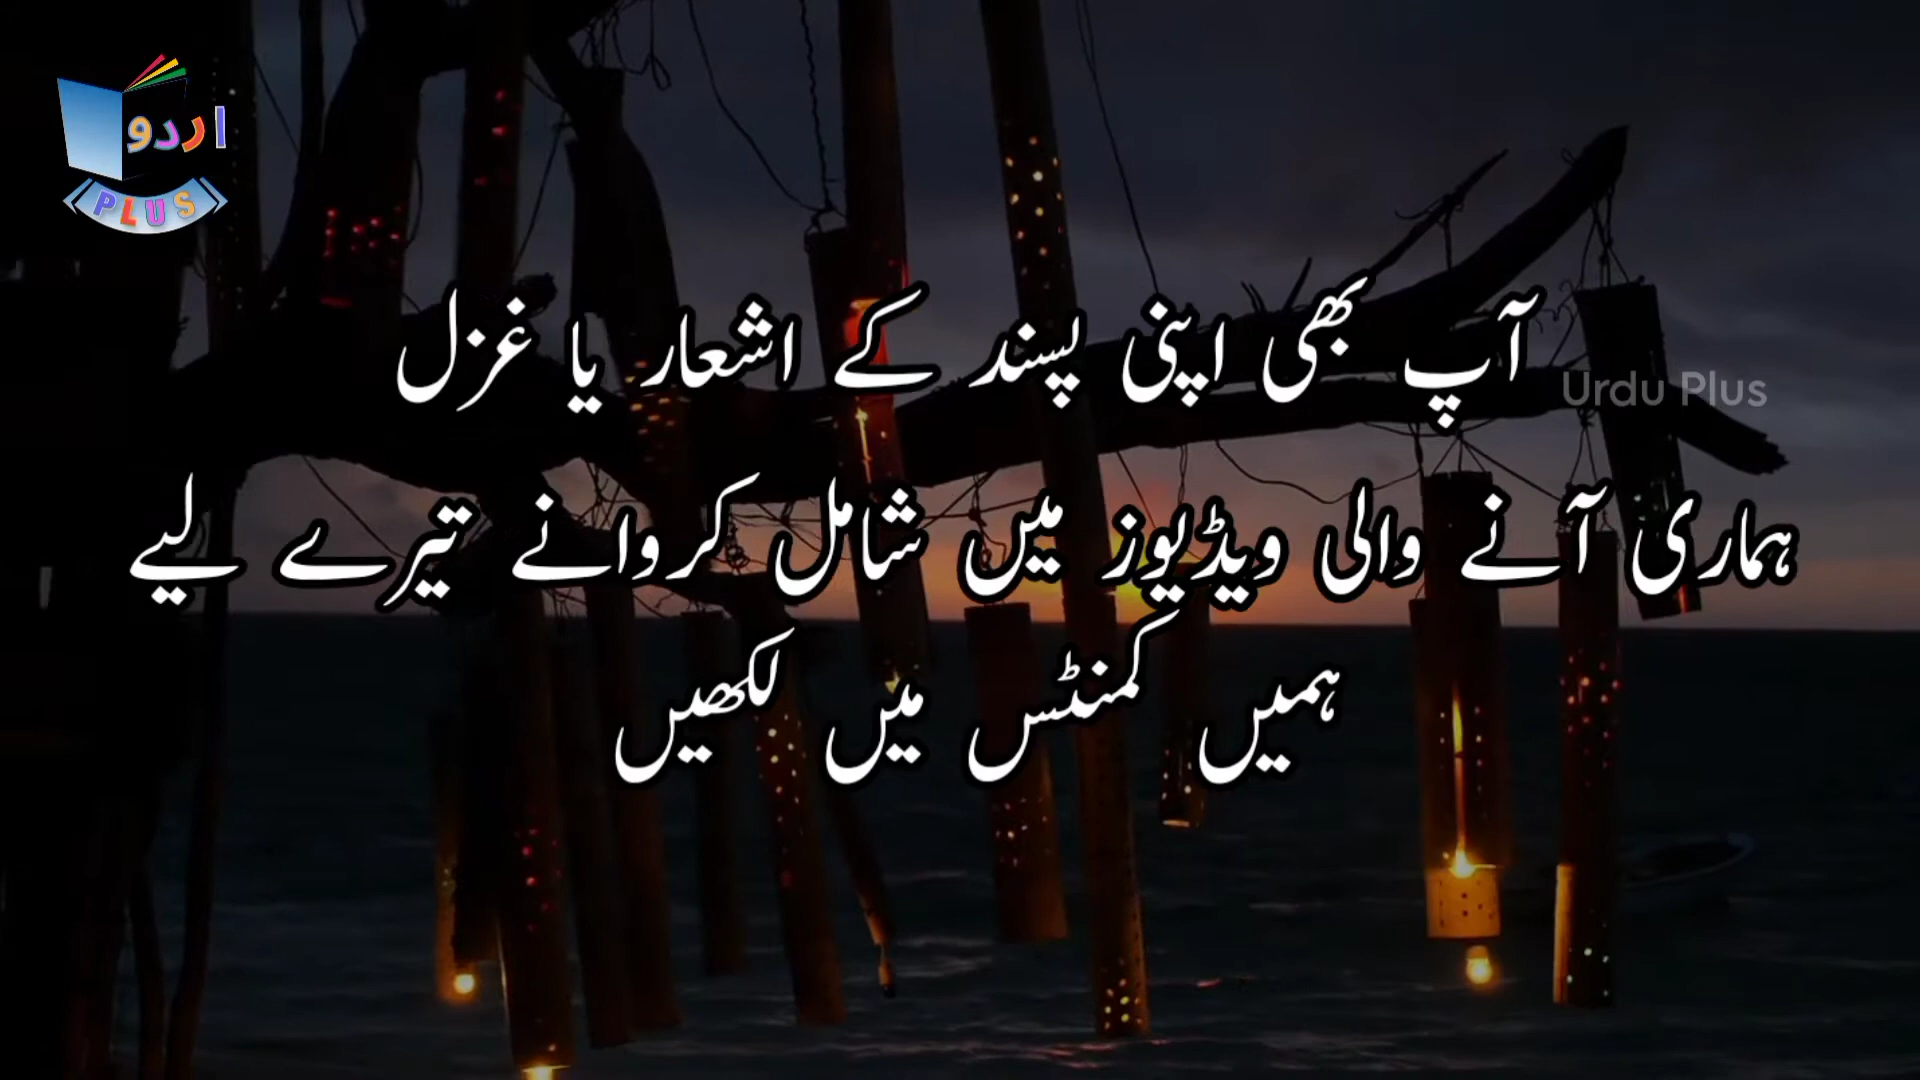 اردو
PLUS
آپ بھی اپنی پسند کے اشعار یا غزل
Urdu Plus
ہماری آنے والی ویڈیوز میں شامل کروانے تیرے لیے
ہمیں کمنٹس میں لکھیں